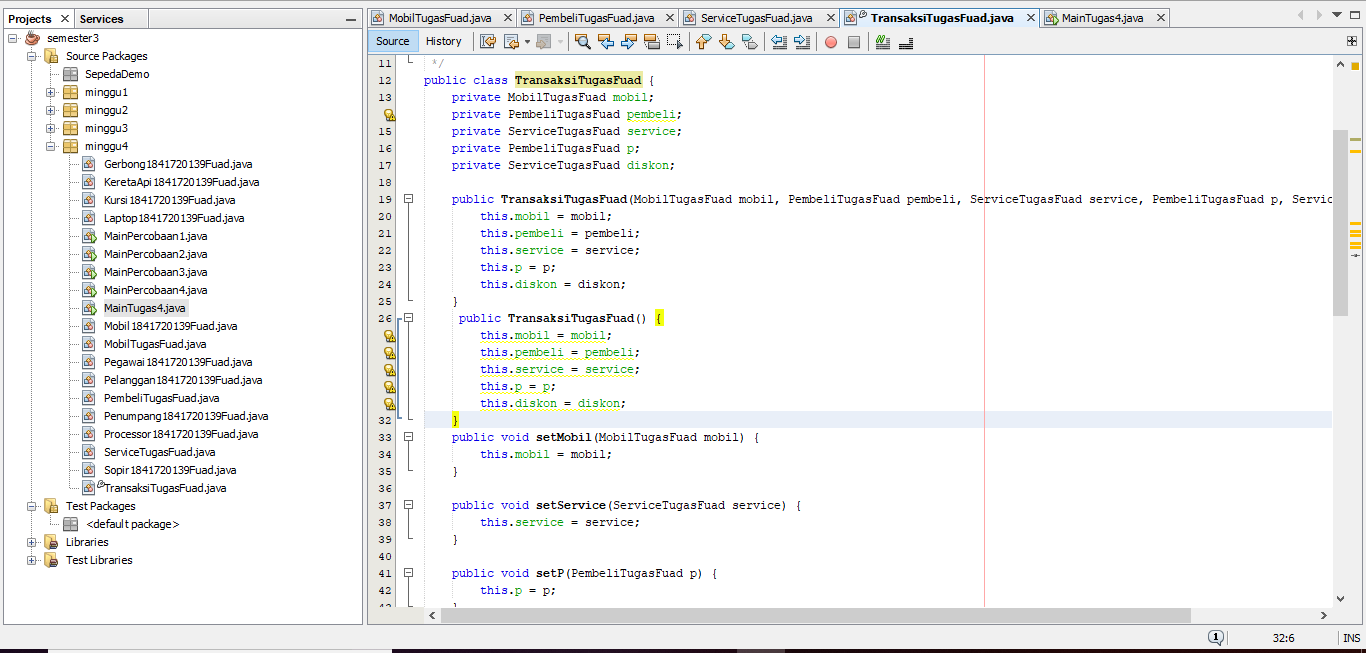 Projects
Services
semester3
Source Packages
SepedaDemo
minggu1
minggu2
minggu3
minggu4
Gerbong1841720139Fuad.java
KeretaApi1841720139Fuad.java
Kursi1841720139Fuad.java
Laptop1841720139Fuad.java
MainPercobaan1.java
MainPercobaan2.java
MainPercobaan3.java
MainPercobaan4.java
MainTugas4.java
Mobil1841720139Fuad.java
MobilTugasFuad.java
Pegawai1841720139Fuad.java
Pelanggan1841720139Fuad.java
PembeliTugasFuad.java
Penumpang1841720139Fuad.java
Processor1841720139Fuad.java
ServiceTugasFuad.java
Sopir1841720139Fuad.java
TransaksiTugasFuad.java
Test Packages
<default package>
Libraries
Test Libraries
MobilTugasFuad.java PembeliTugasFuad.java ServiceTugasFuad.java TransaksiTugasFuad.java MainTugas4.java
Source History
11 */
12 public class TransaksiTugasFuad {
13 private MobilTugasFuad mobil;
private PembeliTugasFuad pembeli;
15 private ServiceTugasFuad service;
16 private PembeliTugasFuad p;
17 private ServiceTugasFuad diskon;
18
19 public TransaksiTugasFuad(MobilTugasFuad mobil, PembeliTugasFuad pembeli, ServiceTugasFuad service, PembeliTugasFuad p, Servic
20 this.mobil = mobil;
21 this.pembeli = pembeli;
22 this.service = service;
23 this.p = p;
24 this.diskon = diskon;
25 }
26 public TransaksiTugasFuad() {
this.mobil = mobil;
this.pembeli = pembeli;
this.service = service;
this.p = p;
this.diskon = diskon;
32 }
33 public void setMobil(MobilTugasFuad mobil) {
34 this.mobil = mobil;
35 }
36
37 public void setService(ServiceTugasFuad service) {
38 this.service = service;
39 }
40
41 public void setP(PembeliTugasFuad p) {
42 this.p = p;
1 32:6 INS